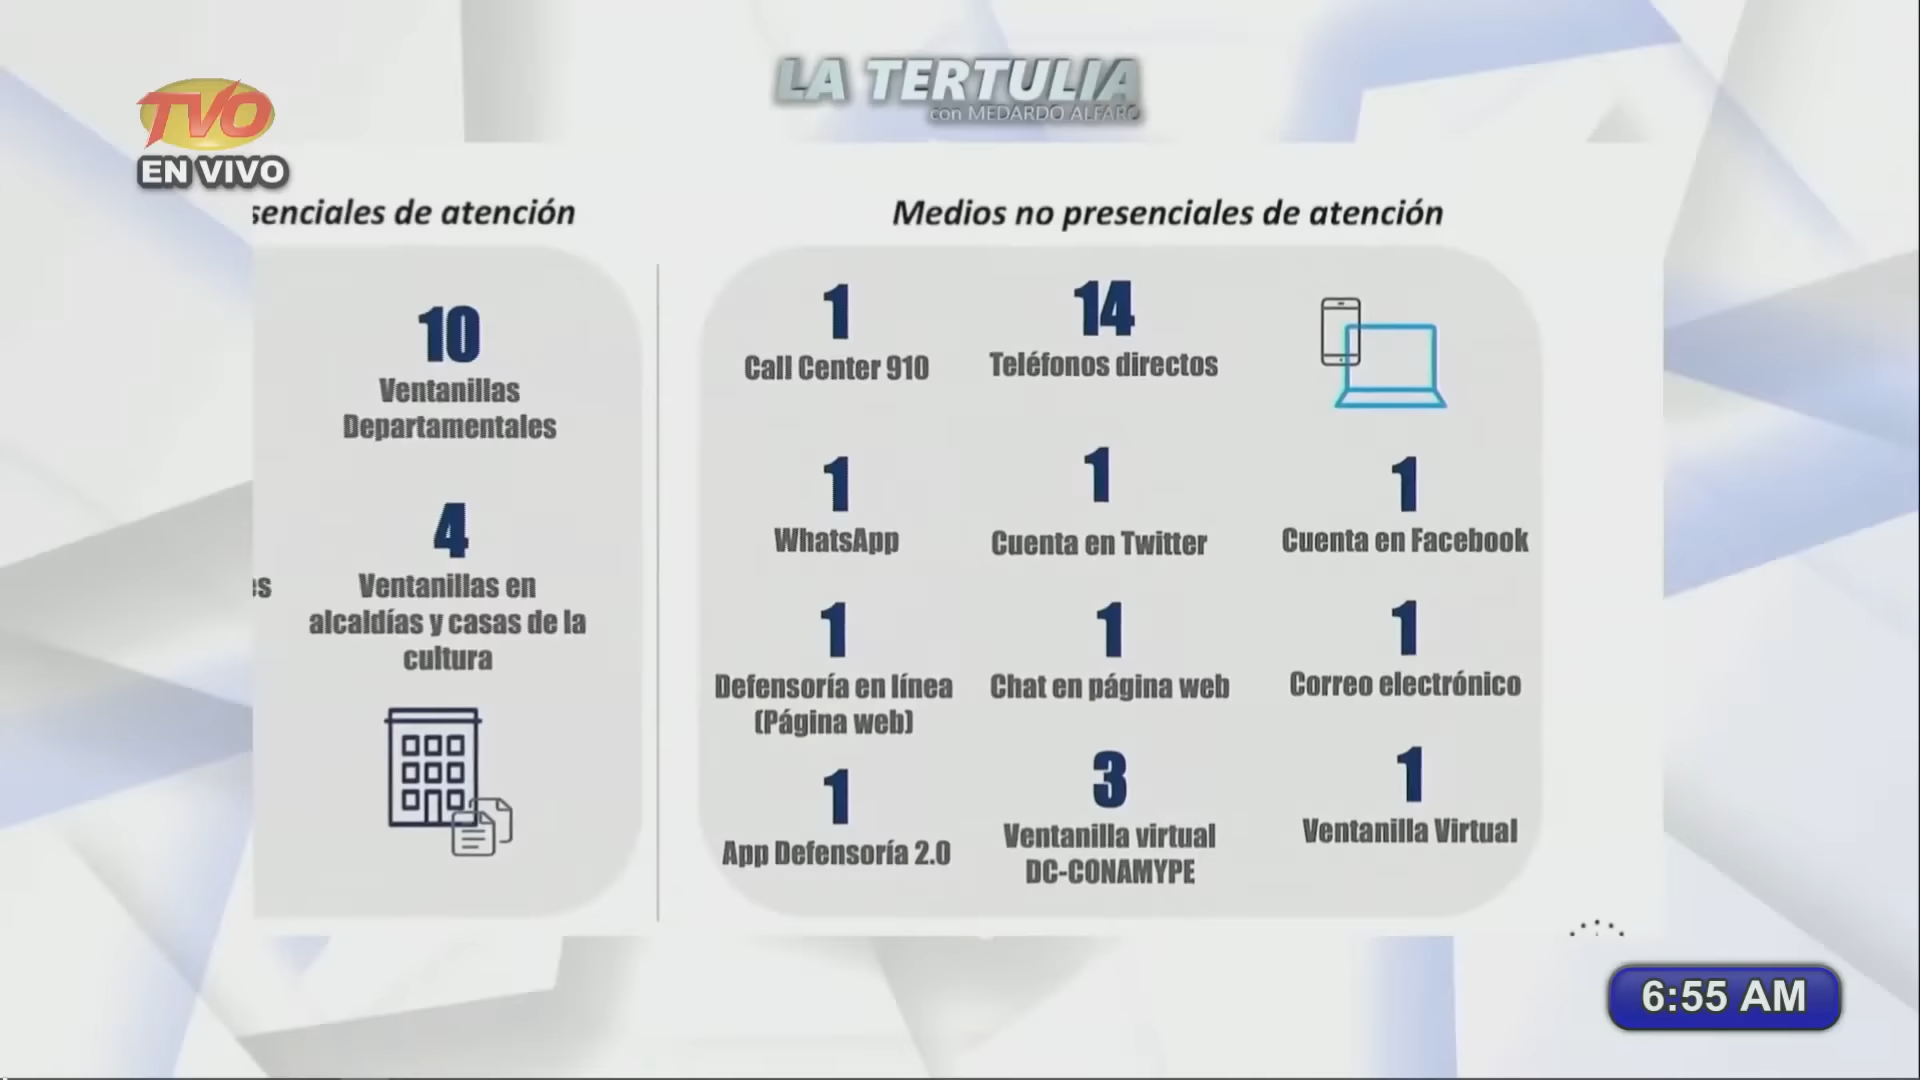 LA TERTULIA
con MEDARDO ALFARO
TVO
EN VIVO
senciales de atención
10
Ventanillas
Departamentales
4
Ventanillas en
alcaldías y casas de la
cultura
es
Medios no presenciales de atención
1
Call Center 910
14
Teléfonos directos
1
WhatsApp
1
Cuenta en Twitter
1
Cuenta en Facebook
1
Defensoría en línea
(Página web)
1
Chat en página web
1
Correo electrónico
1
App Defensoría 2.0
3
Ventanilla virtual
DC-CONAMYPE
1
Ventanilla Virtual
6:55 AM